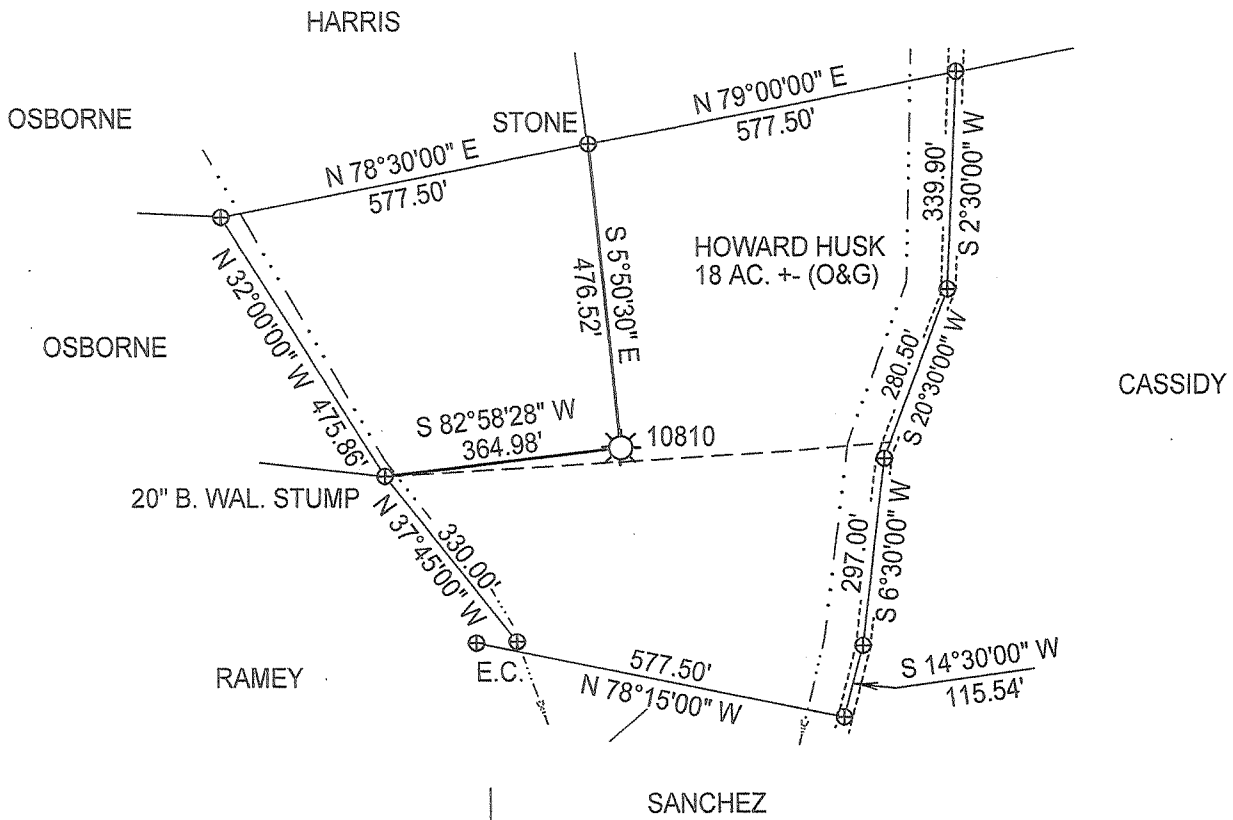 HARRIS
OSBORNE
STONE
N 79°00'00" E
577.50'
N 78°30'00" E
577.50'
339.90'
S 2°30'00" W
N 32°00'00" W 475.86'
S 5°50'30" E
476.52'
HOWARD HUSK
18 AC. +- (O&G)
OSBORNE
CASSIDY
280.50'
S 20°30'00" W
S 82°58'28" W
364.98'
10810
20" B. WAL. STUMP
N 37°45'00" W
330.00'
297.00'
S 6°30'00" W
RAMEY
E.C.
577.50'
N 78°15'00" W
S 14°30'00" W
115.54'
SANCHEZ